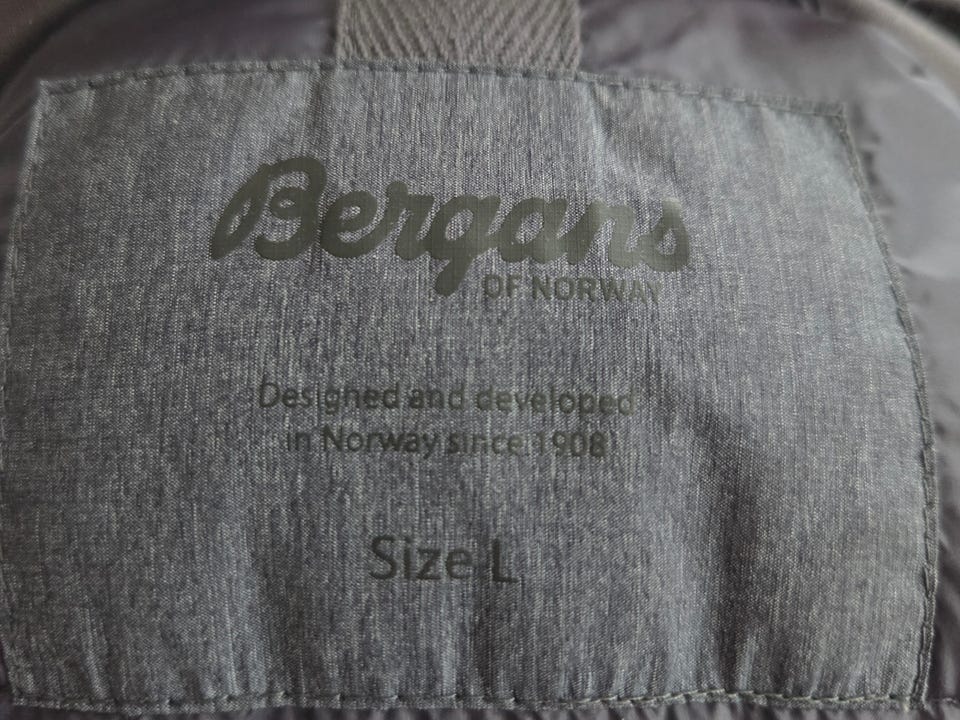 Bergans
OF NORWAY
Designed and developed
in Norway since 1908
Size L